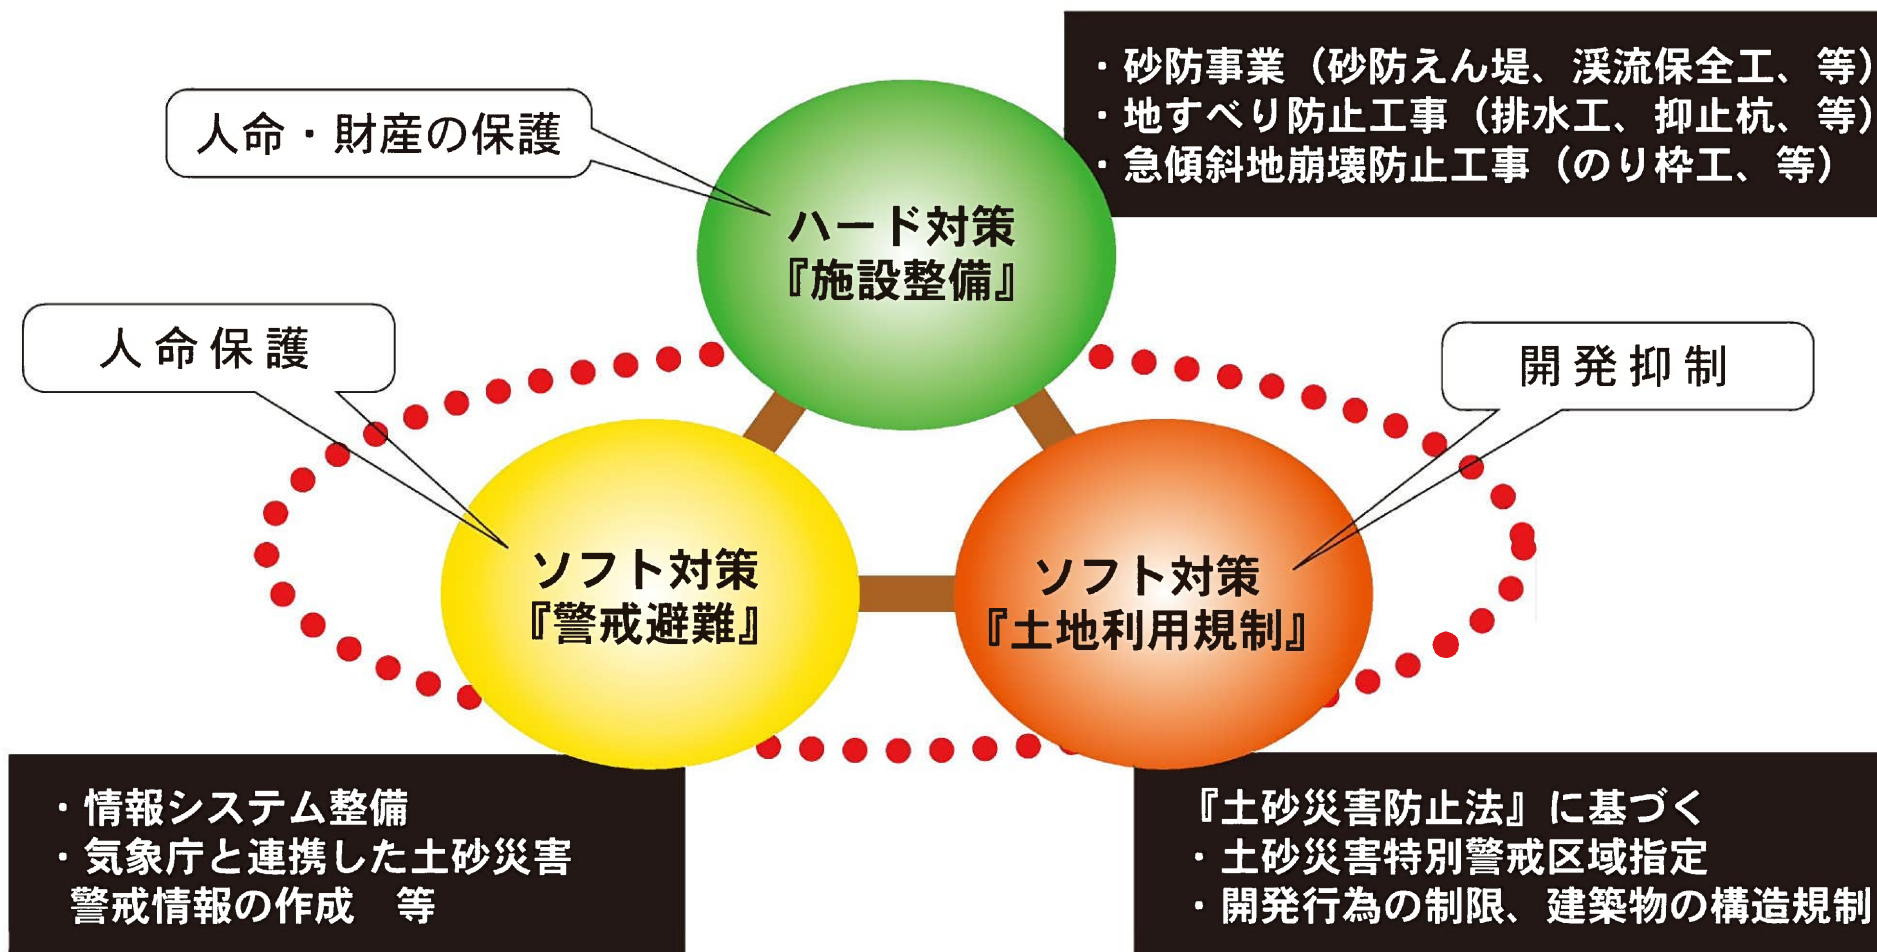 ・砂防事業（砂防えん堤、渓流保全工、等）
・地すべり防止工事（排水工、抑止杭、等）
・急傾斜地崩壊防止工事（のり枠工、等）
人命・財産の保護
ハード対策
『施設整備』
人命保護
開発抑制
ソフト対策
『警戒避難』
ソフト対策
『土地利用規制』
・情報システム整備
・気象庁と連携した土砂災害
警戒情報の作成　等
『土砂災害防止法』に基づく
・土砂災害特別警戒区域指定
・開発行為の制限、建築物の構造規制